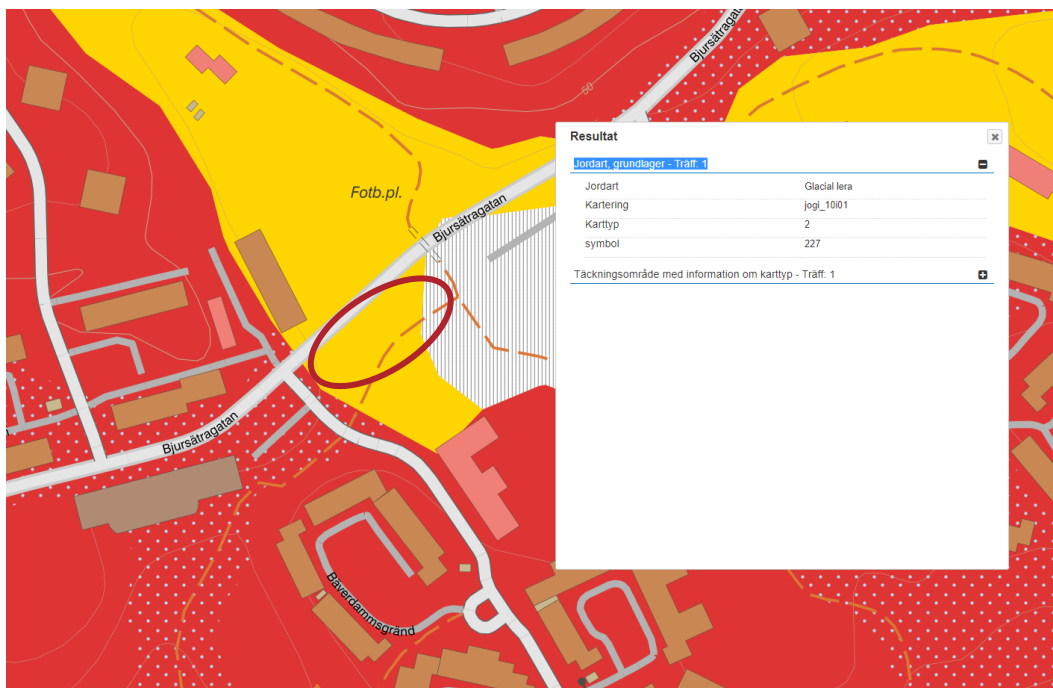 Bjursätragatan
50
Fotb.pl.
Bjursätragatan
Bjursätragatan
Bäverdammsgränd
Resultat
Jordart, grundlager - Träff: 1
Jordart Glacial lera
Kartering jogi_10i01
Karttyp 2
symbol 227
Täckningsområde med information om karttyp - Träff: 1